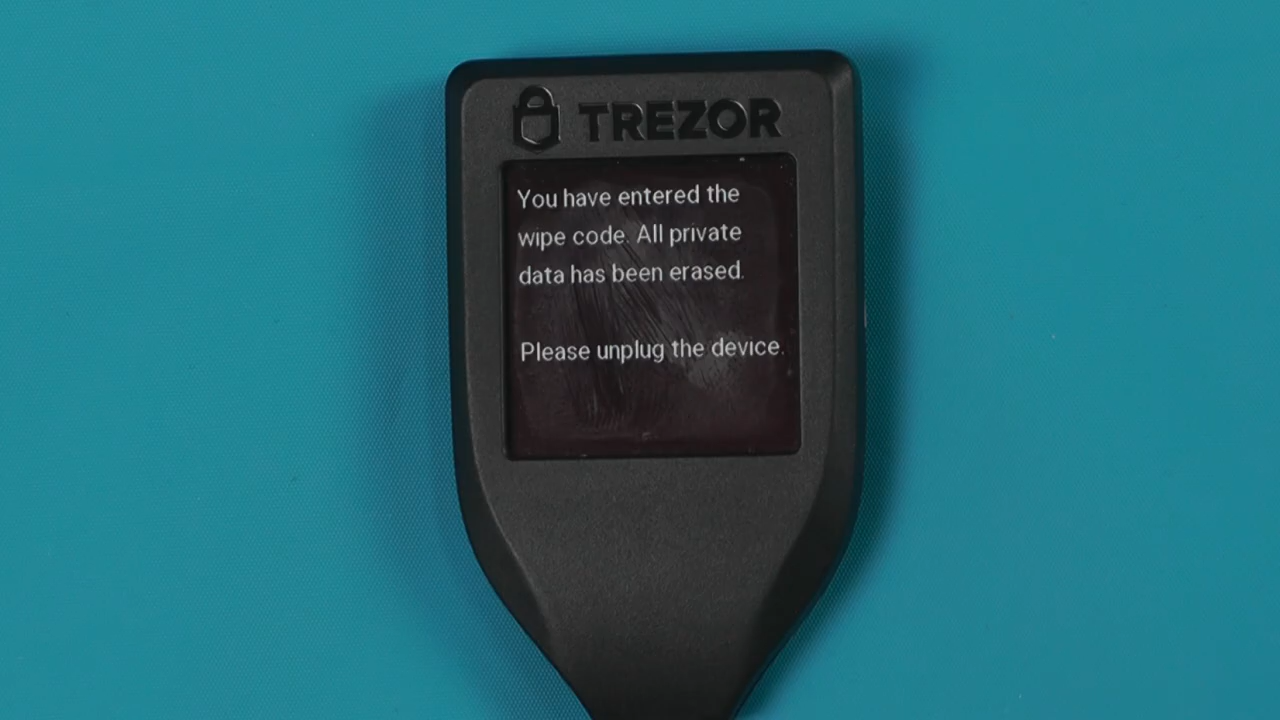 TREZOR
You have entered the
wipe code. All private
data has been erased.
Please unplug the device.